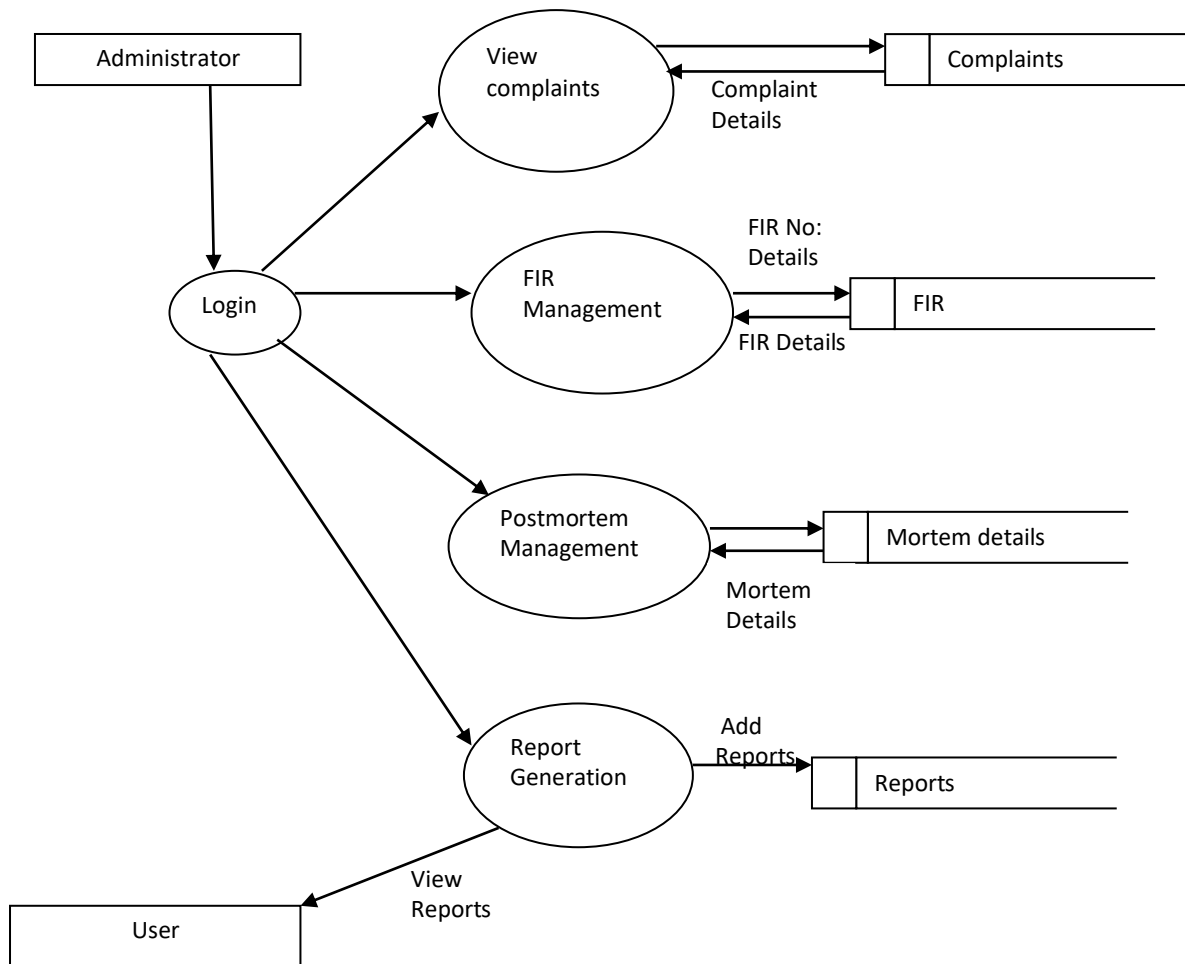 Administrator
View
complaints
Complaints
Complaint
Details
Login
FIR
Management
FIR No:
Details
FIR
FIR Details
Postmortem
Management
Mortem details
Mortem
Details
Report
Generation
Add
Reports
Reports
View
Reports
User